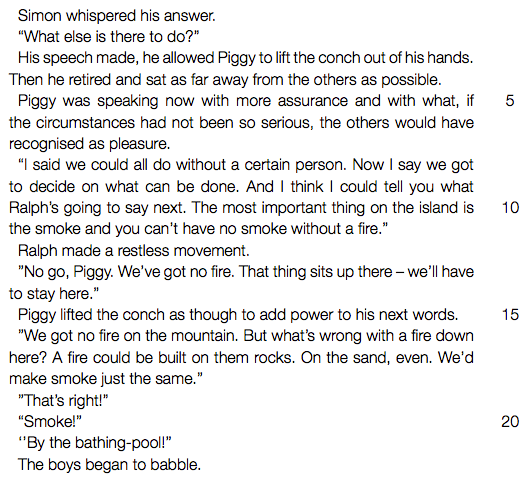 Simon whispered his answer.
“What else is there to do?”
His speech made, he allowed Piggy to lift the conch out of his hands.
Then he retired and sat as far away from the others as possible.
Piggy was speaking now with more assurance and with what, if 5
the circumstances had not been so serious, the others would have
recognised as pleasure.
“I said we could all do without a certain person. Now I say we got
to decide on what can be done. And I think I could tell you what
Ralph’s going to say next. The most important thing on the island is 10
the smoke and you can’t have no smoke without a fire.”
Ralph made a restless movement.
”No go, Piggy. We’ve got no fire. That thing sits up there – we’ll have
to stay here.”
Piggy lifted the conch as though to add power to his next words. 15
”We got no fire on the mountain. But what’s wrong with a fire down
here? A fire could be built on them rocks. On the sand, even. We’d
make smoke just the same.”
”That’s right!”
“Smoke!” 20
‘’By the bathing-pool!”
The boys began to babble.